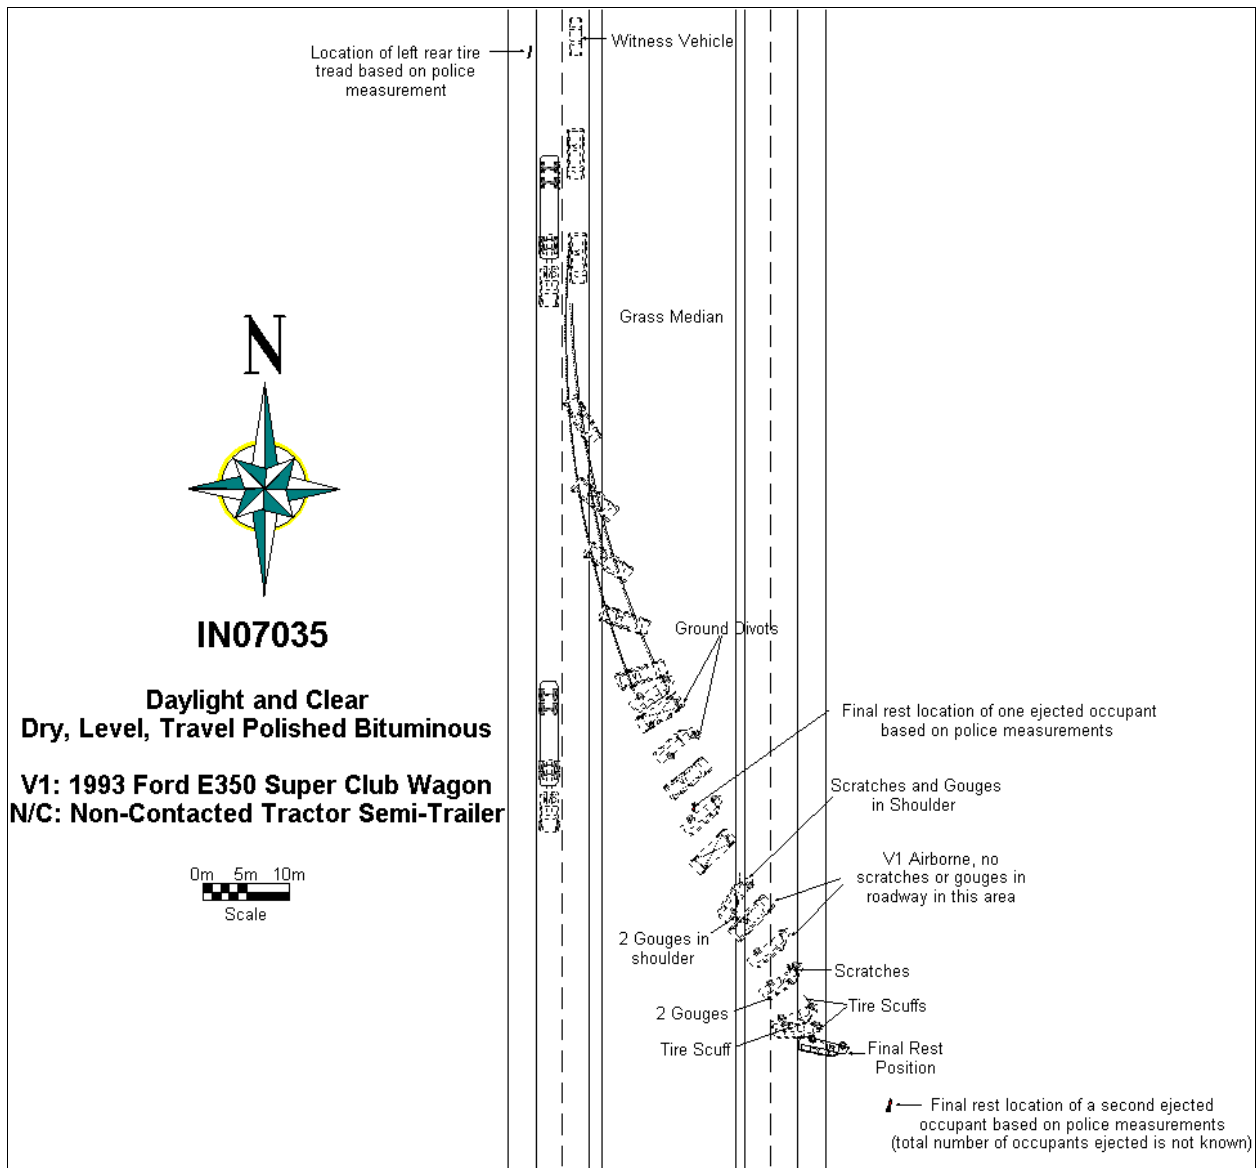 Witness Vehicle
Location of left rear tire
tread based on police
measurement
Grass Median
N
IN07035
Ground Divots
Daylight and Clear
Dry, Level, Travel Polished Bituminous
V1: 1993 Ford E350 Super Club Wagon
N/C: Non-Contacted Tractor Semi-Trailer
Final rest location of one ejected occupant
based on police measurements
Scratches and Gouges
in Shoulder
0m 5m 10m
Scale
V1 Airborne, no
scratches or gouges in
roadway in this area
2 Gouges in
shoulder
Scratches
2 Gouges
Tire Scuffs
Tire Scuff
Final Rest
Position
Final rest location of a second ejected
occupant based on police measurements
(total number of occupants ejected is not known)